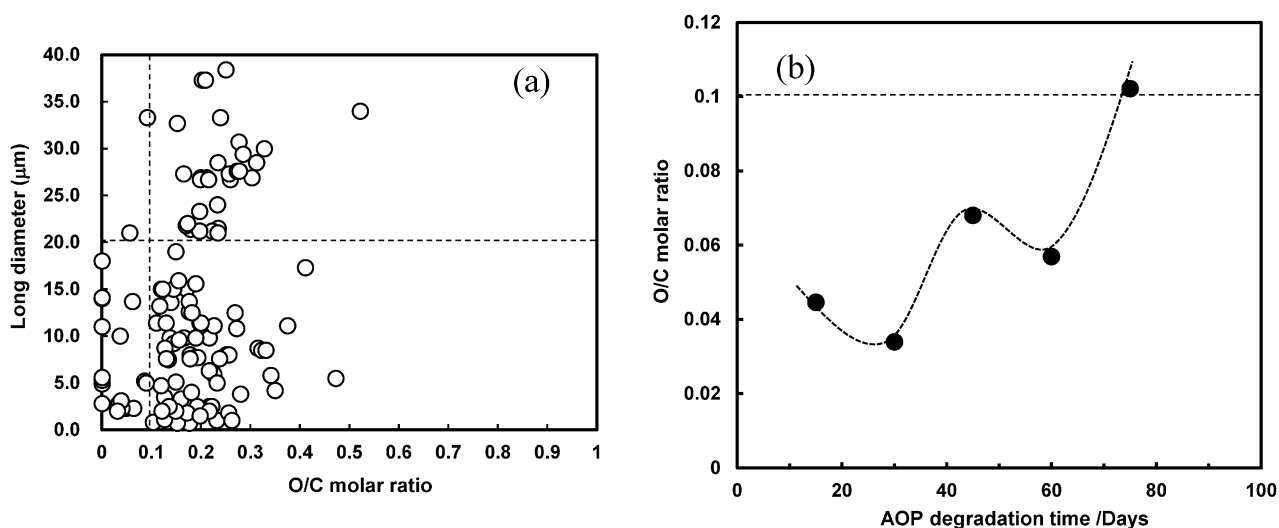 (a)
Long diameter (μm)
40.0
35.0
30.0
25.0
20.0
15.0
10.0
5.0
0.0
0 0.1 0.2 0.3 0.4 0.5 0.6 0.7 0.8 0.9 1
O/C molar ratio
(b)
O/C molar ratio
0.12
0.1
0.08
0.06
0.04
0.02
0
0 20 40 60 80 100
AOP degradation time /Days